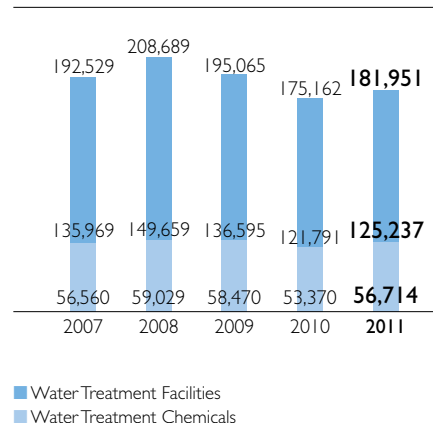 208,689
192,529 195,065 181,951
175,162
135,969 149,659 136,595 121,791 125,237
56,560 59,029 58,470 53,370 56,714
2007 2008 2009 2010 2011
Water Treatment Facilities
Water Treatment Chemicals